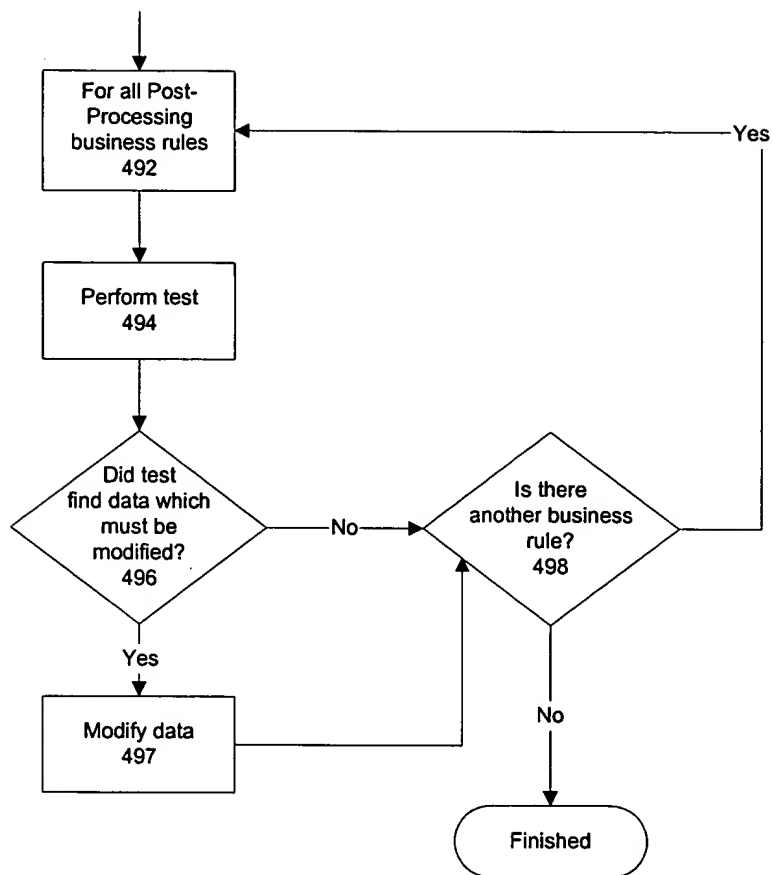 For all Post-
Processing
business rules
492
Yes
Perform test
494
Did test
find data which
must be
modified?
496
No
Is there
another business
rule?
498
Yes
Modify data
497
No
Finished